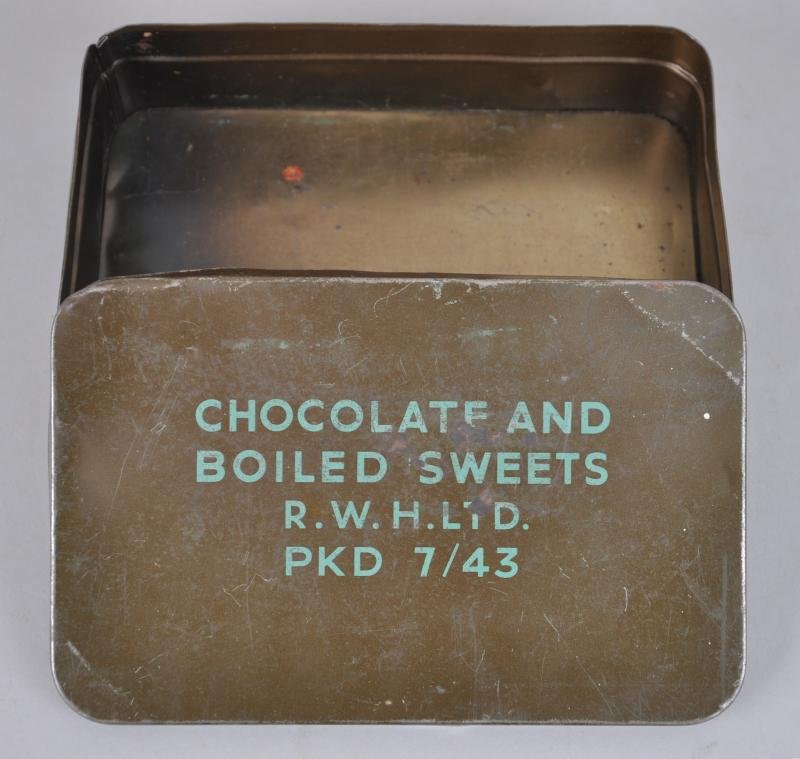 CHOCOLATE AND
BOILED SWEETS
R.W.H.LTD.
PKD 7/43